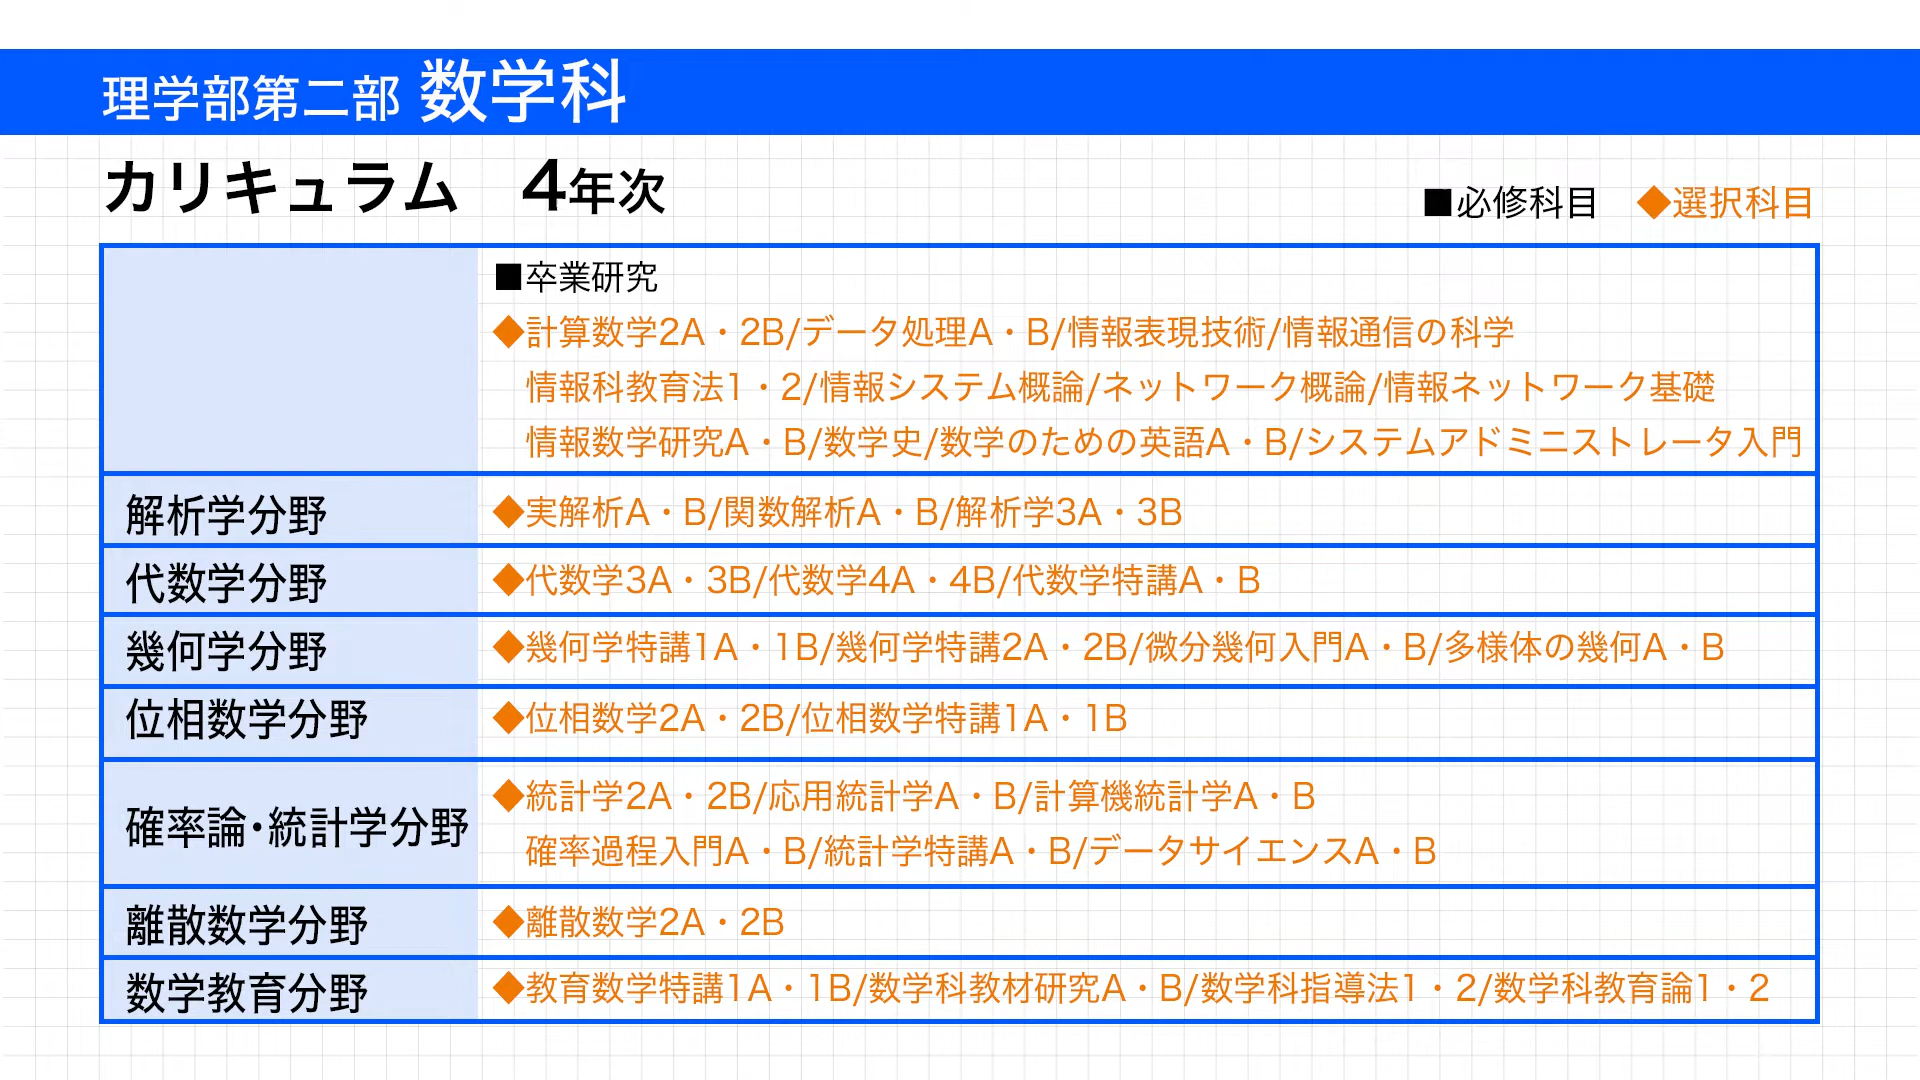 理学部第二部 数学科
カリキュラム　4年次
■必修科目　◆選択科目
■卒業研究
◆計算数学2A・2B/データ処理A・B/情報表現技術/情報通信の科学
情報科教育法1・2/情報システム概論/ネットワーク概論/情報ネットワーク基礎
情報数学研究A・B/数学史/数学のための英語A・B/システムアドミニストレータ入門
解析学分野
◆実解析A・B/関数解析A・B/解析学3A・3B
代数学分野
◆代数学3A・3B/代数学4A・4B/代数学特講A・B
幾何学分野
◆幾何学特講1A・1B/幾何学特講2A・2B/微分幾何入門A・B/多様体の幾何A・B
位相数学分野
◆位相数学2A・2B/位相数学特講1A・1B
確率論・統計学分野
◆統計学2A・2B/応用統計学A・B/計算機統計学A・B
確率過程入門A・B/統計学特講A・B/データサイエンスA・B
離散数学分野
◆離散数学2A・2B
数学教育分野
◆教育数学特講1A・1B/数学科教材研究A・B/数学科指導法1・2/数学科教育論1・2